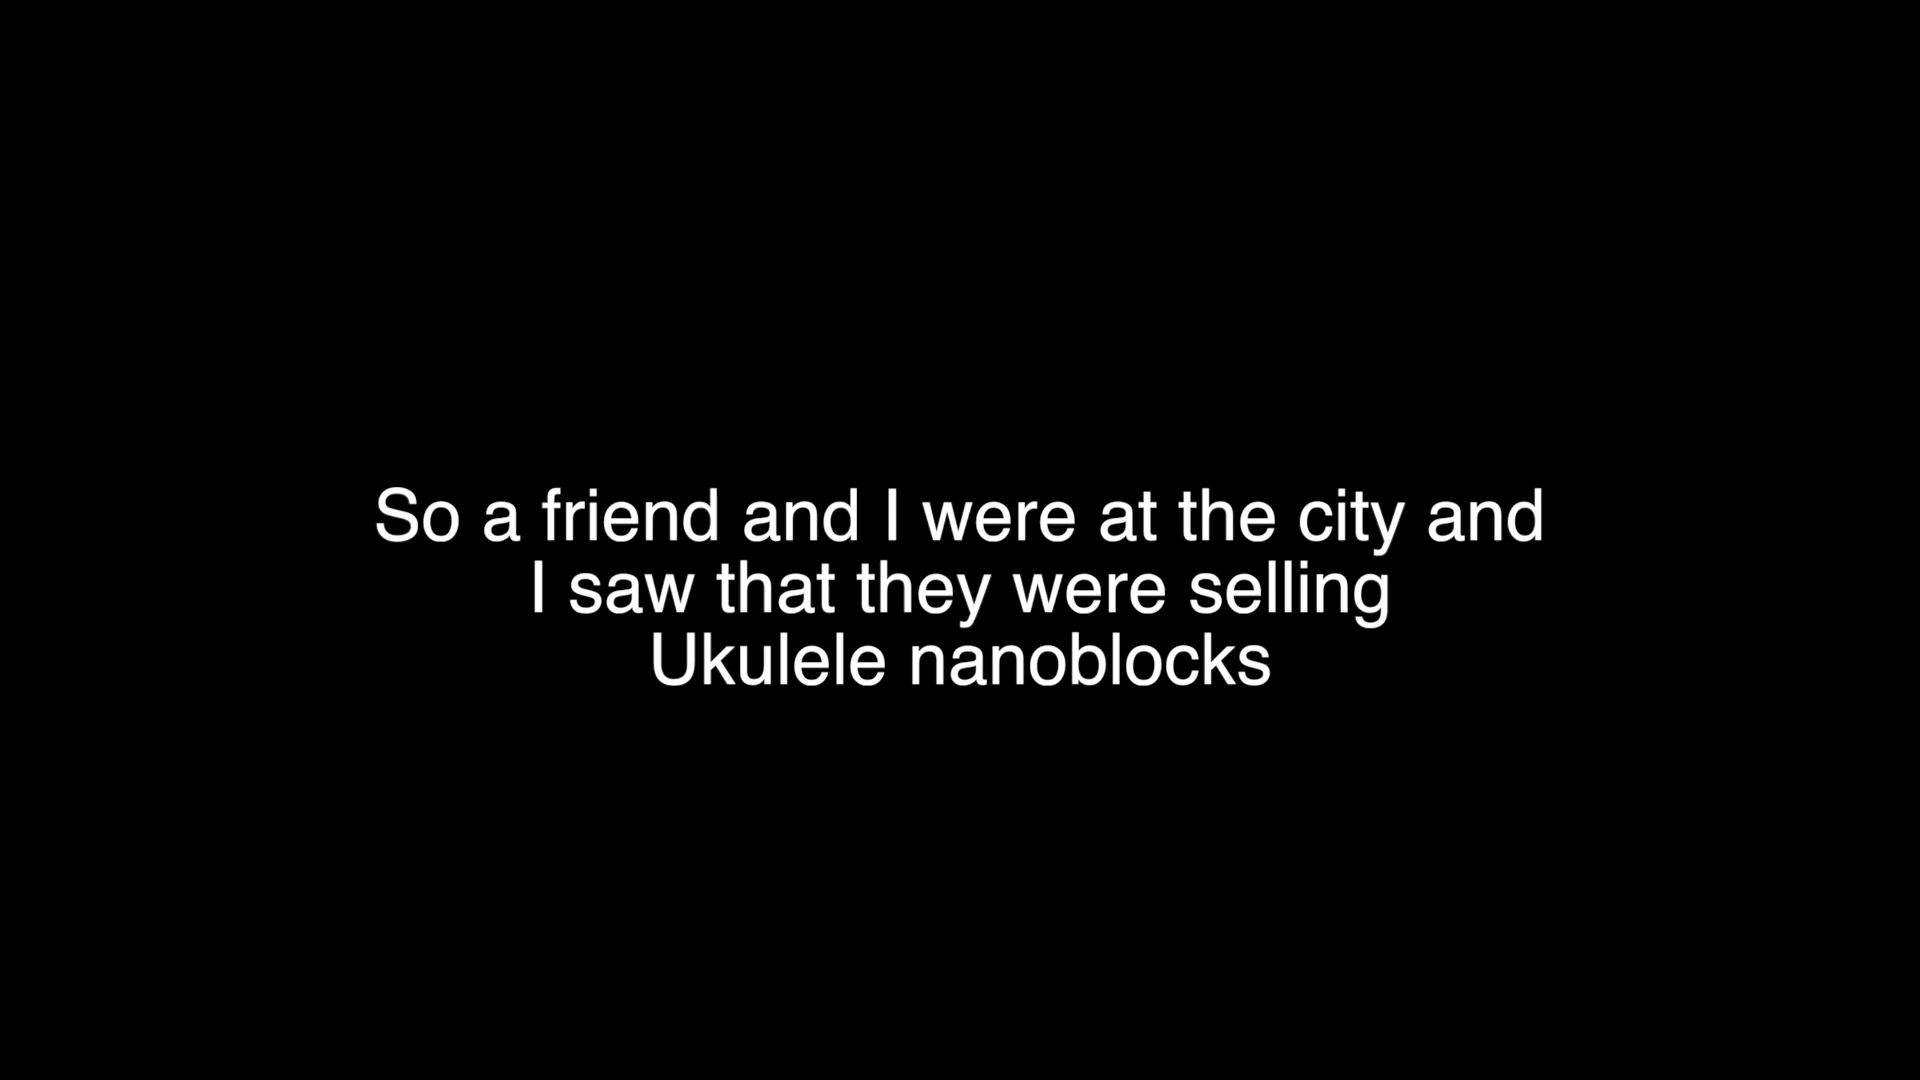 So a friend and I were at the city and
I saw that they were selling
Ukulele nanoblocks